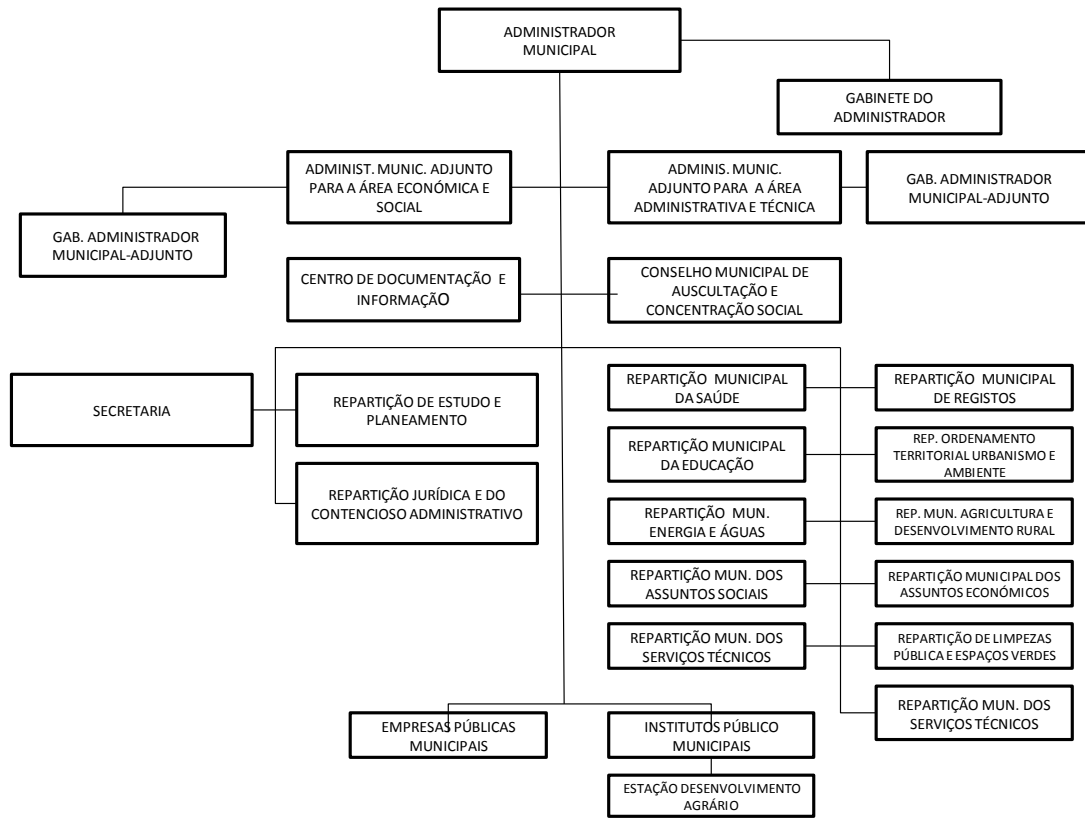 ADMINISTRADOR
MUNICIPAL
GABINETE DO
ADMINISTRADOR
ADMINIST. MUNIC. ADJUNTO
PARA A ÁREA ECONÓMICA E
SOCIAL
ADMINIS. MUNIC.
ADJUNTO PARA A ÁREA
ADMINISTRATIVA E TÉCNICA
GAB. ADMINISTRADOR
MUNICIPAL-ADJUNTO
GAB. ADMINISTRADOR
MUNICIPAL-ADJUNTO
CENTRO DE DOCUMENTAÇÃO E
INFORMAÇÃO
CONSELHO MUNICIPAL DE
AUSCULTAÇÃO E
CONCENTRAÇÃO SOCIAL
SECRETARIA
REPARTIÇÃO DE ESTUDO E
PLANEAMENTO
REPARTIÇÃO JURÍDICA E DO
CONTENCIOSO ADMINISTRATIVO
REPARTIÇÃO MUNICIPAL
DA SAÚDE
REPARTIÇÃO MUNICIPAL
DE REGISTOS
REPARTIÇÃO MUNICIPAL
DA EDUCAÇÃO
REP. ORDENAMENTO
TERRITORIAL URBANISMO E
AMBIENTE
REPARTIÇÃO MUN.
ENERGIA E ÁGUAS
REP. MUN. AGRICULTURA E
DESENVOLVIMENTO RURAL
REPARTIÇÃO MUN. DOS
ASSUNTOS SOCIAIS
REPARTIÇÃO MUNICIPAL DOS
ASSUNTOS ECONÓMICOS
REPARTIÇÃO MUN. DOS
SERVIÇOS TÉCNICOS
REPARTIÇÃO DE LIMPEZAS
PÚBLICA E ESPAÇOS VERDES
REPARTIÇÃO MUN. DOS
SERVIÇOS TÉCNICOS
EMPRESAS PÚBLICAS
MUNICIPAIS
INSTITUTOS PÚBLICO
MUNICIPAIS
ESTAÇÃO DESENVOLVIMENTO
AGRÁRIO